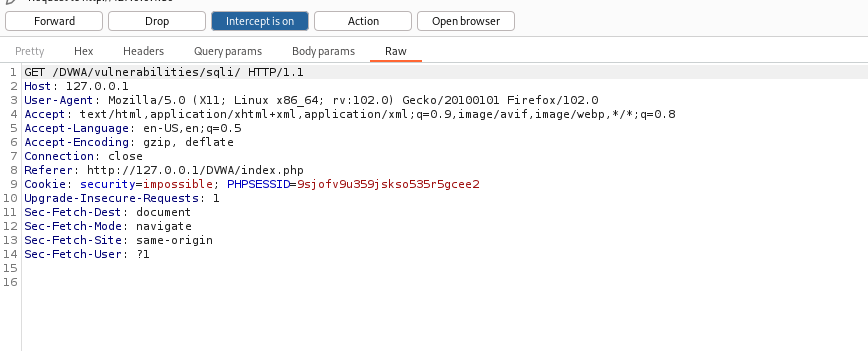 Forward Drop Intercept is on Action Open browser
Pretty Hex Headers Query params Body params Raw
1 GET /DVWA/vulnerabilities/sqli/ HTTP/1.1
2 Host: 127.0.0.1
3 User-Agent: Mozilla/5.0 (X11; Linux x86_64; rv:102.0) Gecko/20100101 Firefox/102.0
4 Accept: text/html,application/xhtml+xml,application/xml;q=0.9,image/avif,image/webp,*/*;q=0.8
5 Accept-Language: en-US,en;q=0.5
6 Accept-Encoding: gzip, deflate
7 Connection: close
8 Referer: http://127.0.0.1/DVWA/index.php
9 Cookie: security=impossible; PHPSESSID=9sjofv9u359jskso535r5gcee2
10 Upgrade-Insecure-Requests: 1
11 Sec-Fetch-Dest: document
12 Sec-Fetch-Mode: navigate
13 Sec-Fetch-Site: same-origin
14 Sec-Fetch-User: ?1
15
16